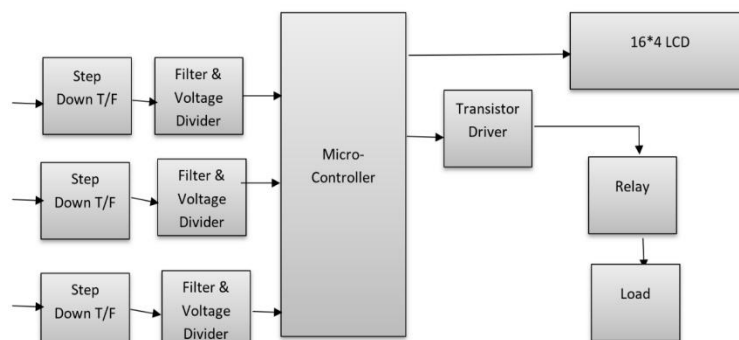 Step
Down T/F
Filter &
Voltage
Divider
Micro-
Controller
16*4 LCD
Transistor
Driver
Relay
Load
Step
Down T/F
Filter &
Voltage
Divider
Step
Down T/F
Filter &
Voltage
Divider